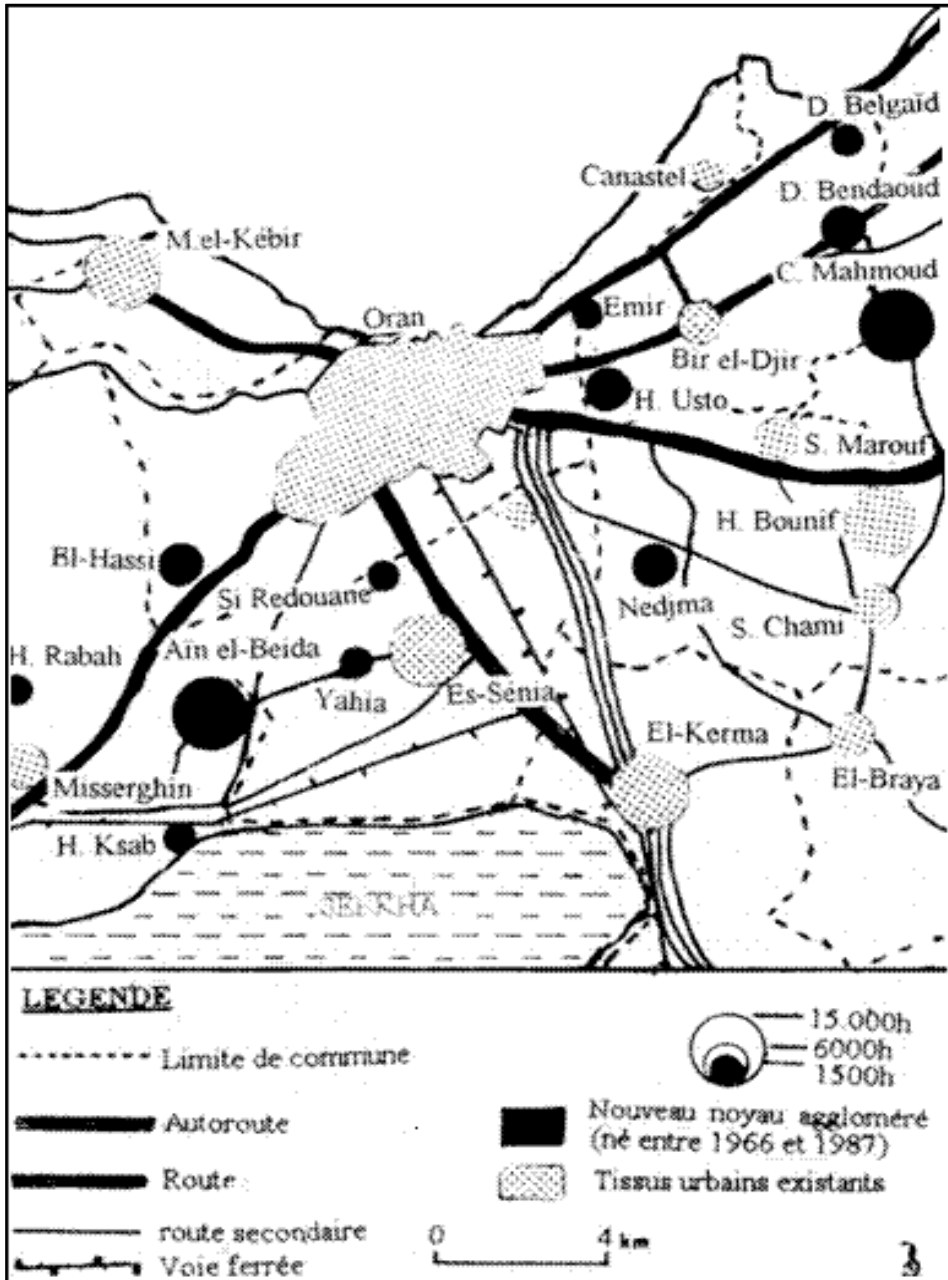 D. Belgaïd
Canastel
D. Bendaoud
M.el-Kébir
C. Mahmoud
Oran
Emir
Bir el-Djir
H. Usto
S. Marouf
H. Bounif
El-Hassi
Si Redouane
Nedjma
S. Chami
H. Rabah
Aïn el-Beida
Yahia
Es-Sénia
El-Kerma
Misserghin
El-Braya
H. Ksab
SEBKHA
LEGENDE
Limite de commune
Autoroute
Route
route secondaire
Voie ferrée
15.000h
6000h
1500h
Nouveau noyau aggloméré
(né entre 1966 et 1987)
Tissus urbains existants
0 4 km